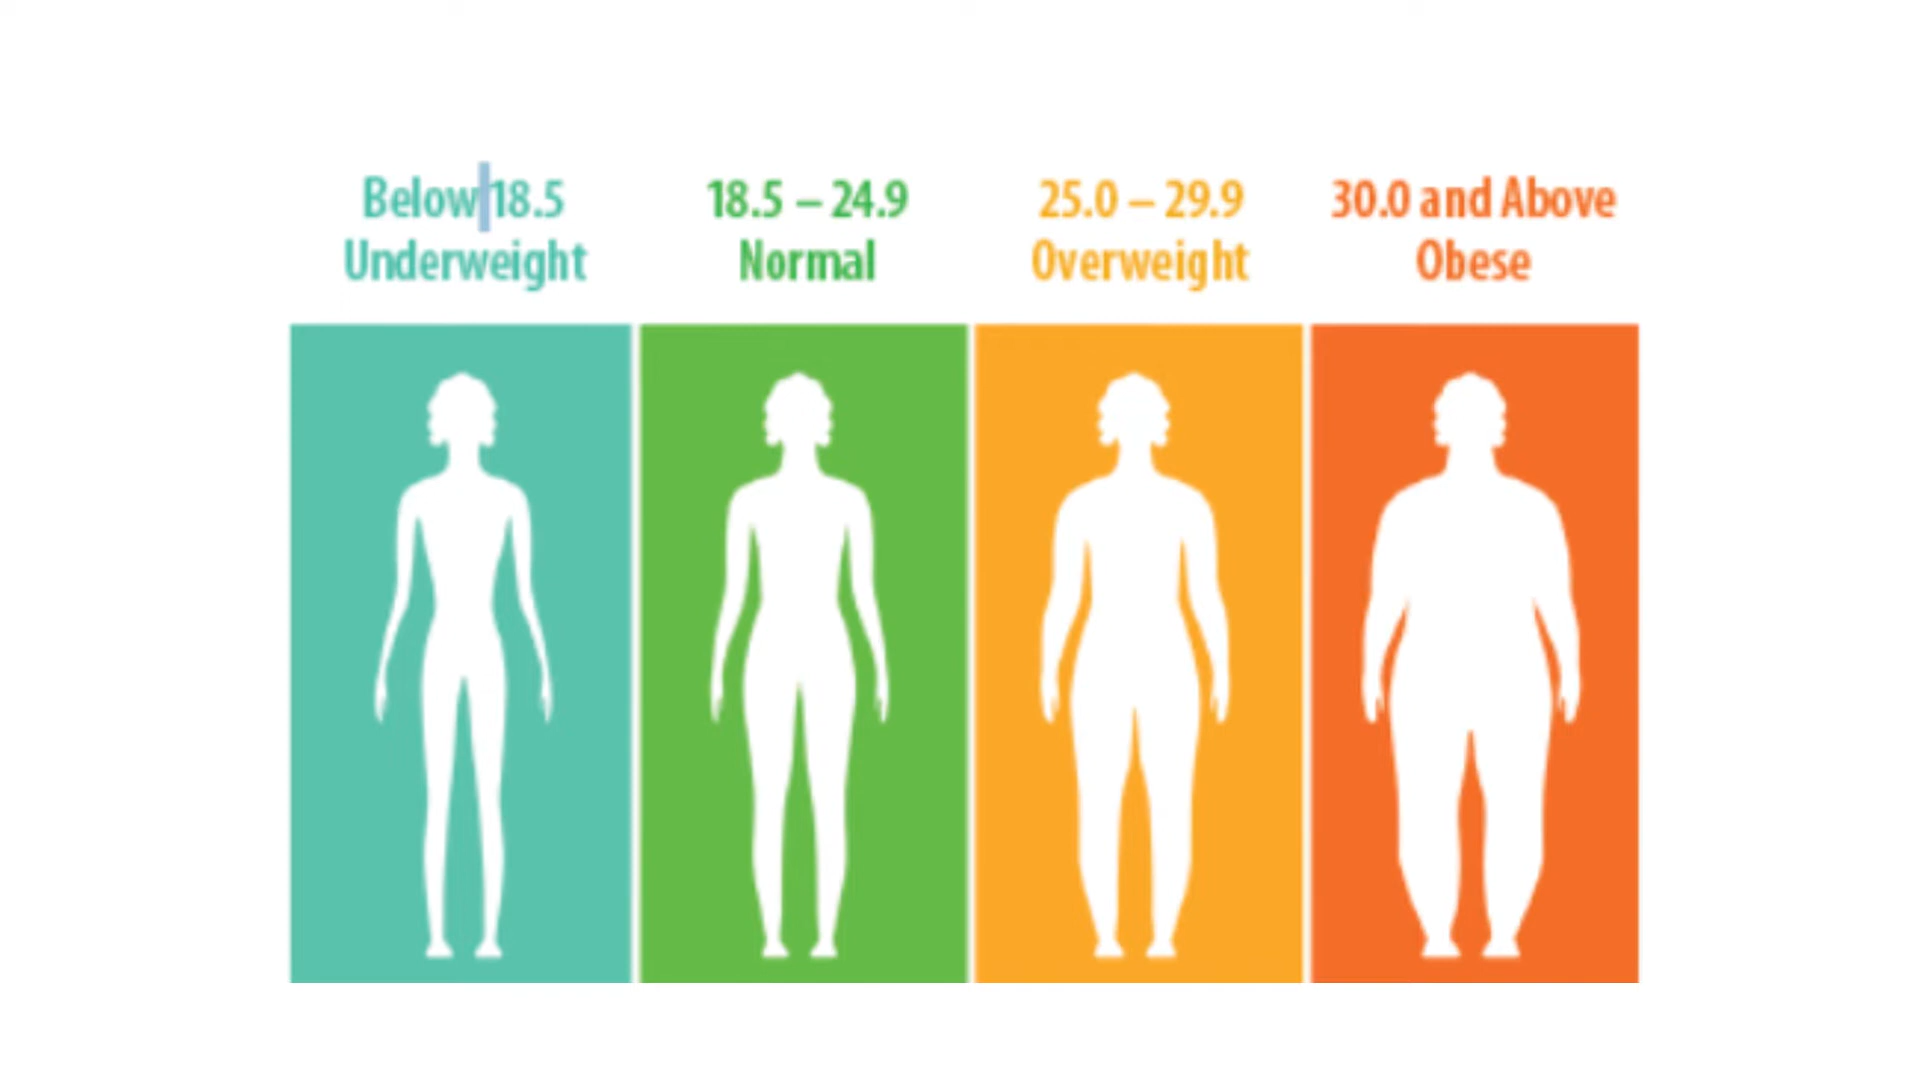 Below 18.5
Underweight
18.5 – 24.9
Normal
25.0 – 29.9
Overweight
30.0 and Above
Obese